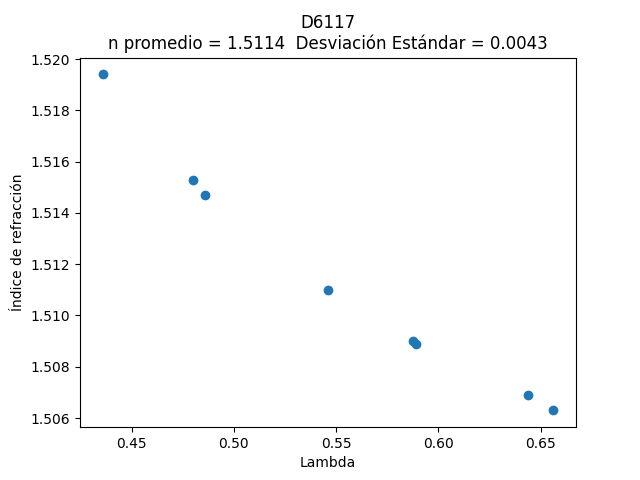 D6117
n promedio = 1.5114  Desviación Estándar = 0.0043
1.520
1.518
1.516
1.514
1.512
1.510
1.508
1.506
Índice de refracción
0.45 0.50 0.55 0.60 0.65
Lambda